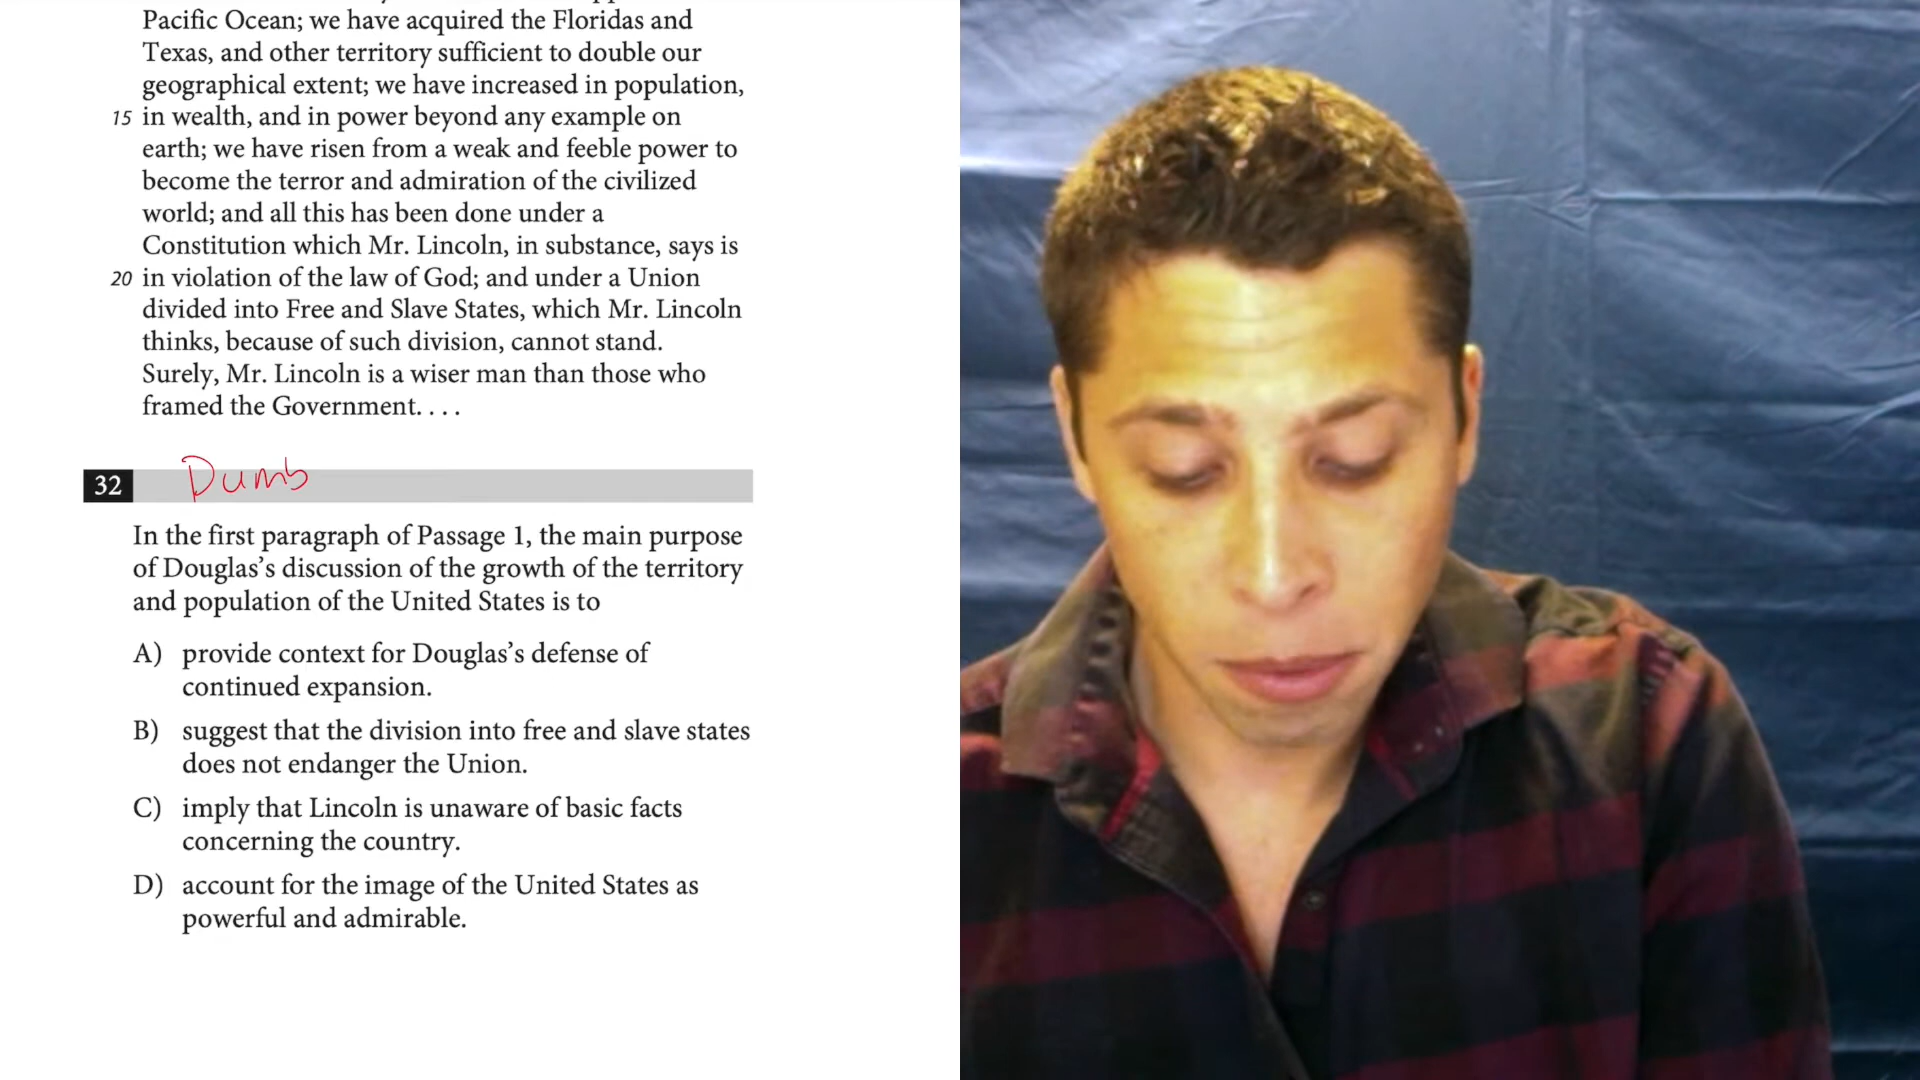 Pacific Ocean; we have acquired the Floridas and
Texas, and other territory sufficient to double our
geographical extent; we have increased in population,
15 in wealth, and in power beyond any example on
earth; we have risen from a weak and feeble power to
become the terror and admiration of the civilized
world; and all this has been done under a
Constitution which Mr. Lincoln, in substance, says is
20 in violation of the law of God; and under a Union
divided into Free and Slave States, which Mr. Lincoln
thinks, because of such division, cannot stand.
Surely, Mr. Lincoln is a wiser man than those who
framed the Government. . . .
32 Dumb
In the first paragraph of Passage 1, the main purpose
of Douglas’s discussion of the growth of the territory
and population of the United States is to
A) provide context for Douglas’s defense of
continued expansion.
B) suggest that the division into free and slave states
does not endanger the Union.
C) imply that Lincoln is unaware of basic facts
concerning the country.
D) account for the image of the United States as
powerful and admirable.